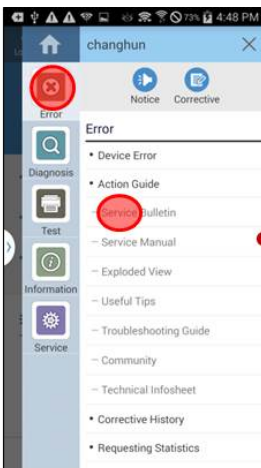 73% 4:48 PM
changhun
Notice Corrective
Error
Diagnosis
Test
Information
Service
Error
• Device Error
• Action Guide
– Service Bulletin
– Service Manual
– Exploded View
– Useful Tips
– Troubleshooting Guide
– Community
– Technical Infosheet
• Corrective History
• Requesting Statistics